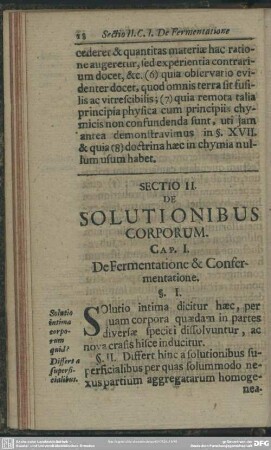 28 Sectio II. C. I. De Fermentatione
cederet & quantitas materiæ hac ratio-
ne augeretur, sed experientia contrari-
um docet, &c. (6) quia observatio evi-
denter docet, quod omnis terra sit fusi-
lis ac vitrescibilis; (7) quia remota talia
principia physica cum principiis chy-
micis non confundenda sunt, uti jam
antea demonstravimus in §. XVII.
& quia (8) doctrina hæc in chymia nul-
lum usum habet.
SECTIO II.
DE
SOLUTIONIBUS
CORPORUM.
CAP. I.
De Fermentatione & Confer-
mentatione.
§. I.
Solutio
intima
corpo-
rum
quid?
SOlutio intima dicitur hæc, per
quam corpora quædam in partes
diversæ speciei dissolvuntur, ac
nova crasis hisce inducitur.
Differt a
superfi-
cialibus.
§. II. Differt hinc a solutionibus su-
perficialibus per quas solummodo ne-
xus partium aggregatarum homoge-
nea-